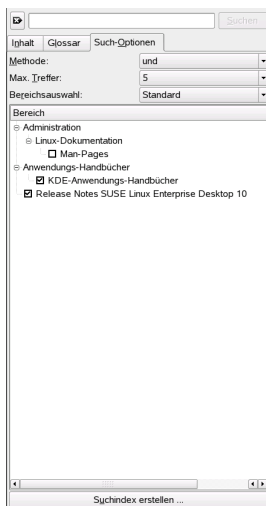 Suchen
Inhalt Glossar Such-Optionen
Methode: und
Max. Treffer: 5
Bereichsauswahl: Standard
Bereich
Administration
Linux-Dokumentation
Man-Pages
Anwendungs-Handbücher
KDE-Anwendungs-Handbücher
Release Notes SUSE Linux Enterprise Desktop 10
Suchindex erstellen ...